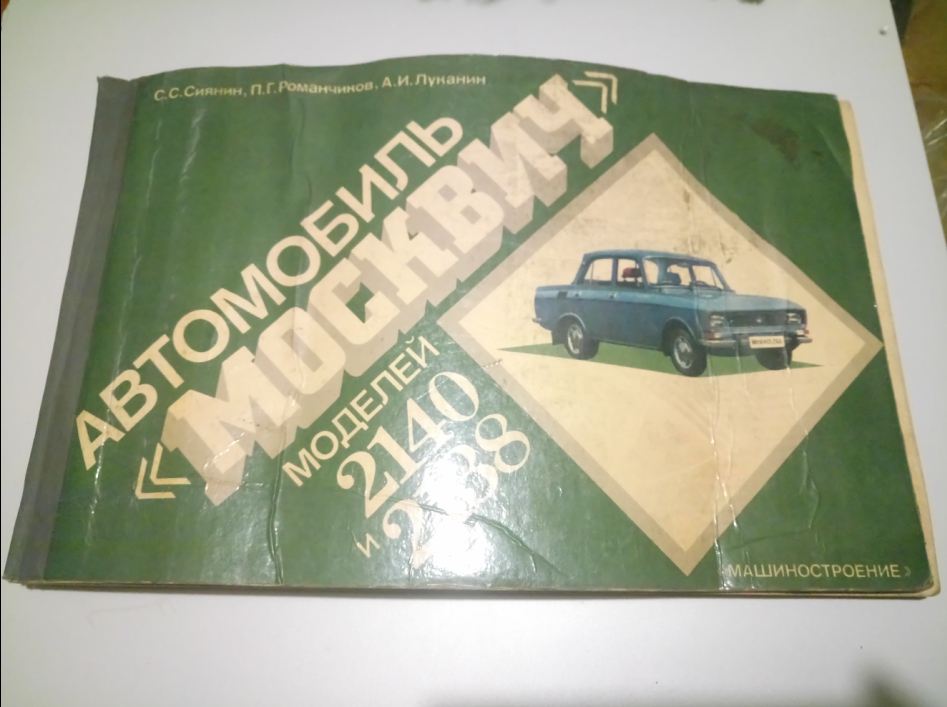 С.С.Сиянин, П.Г.Романчиков, А.И.Луканин
АВТОМОБИЛЬ
«МОСКВИЧ»
МОДЕЛЕЙ
2140
и 2138
«МАШИНОСТРОЕНИЕ»